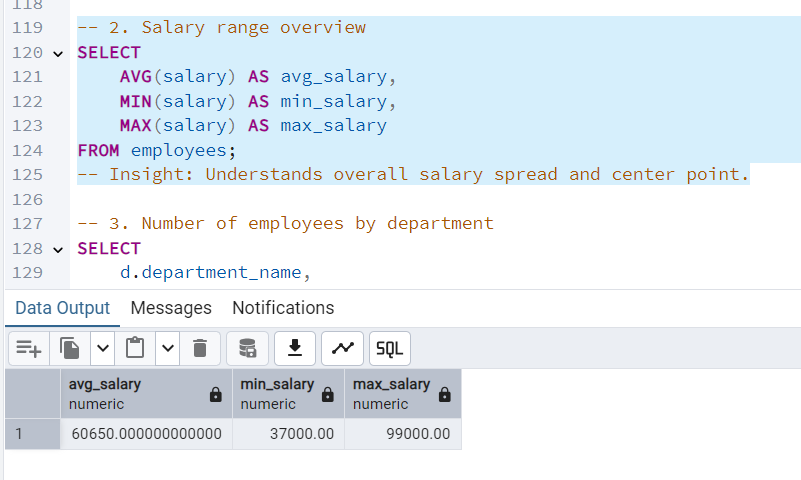 118
119 -- 2. Salary range overview
120 SELECT
121 AVG(salary) AS avg_salary,
122 MIN(salary) AS min_salary,
123 MAX(salary) AS max_salary
124 FROM employees;
125 -- Insight: Understands overall salary spread and center point.
126
127 -- 3. Number of employees by department
128 SELECT
129 d.department_name,
Data Output Messages Notifications
SQL
avg_salary min_salary max_salary
numeric numeric numeric
1 60650.000000000000 37000.00 99000.00